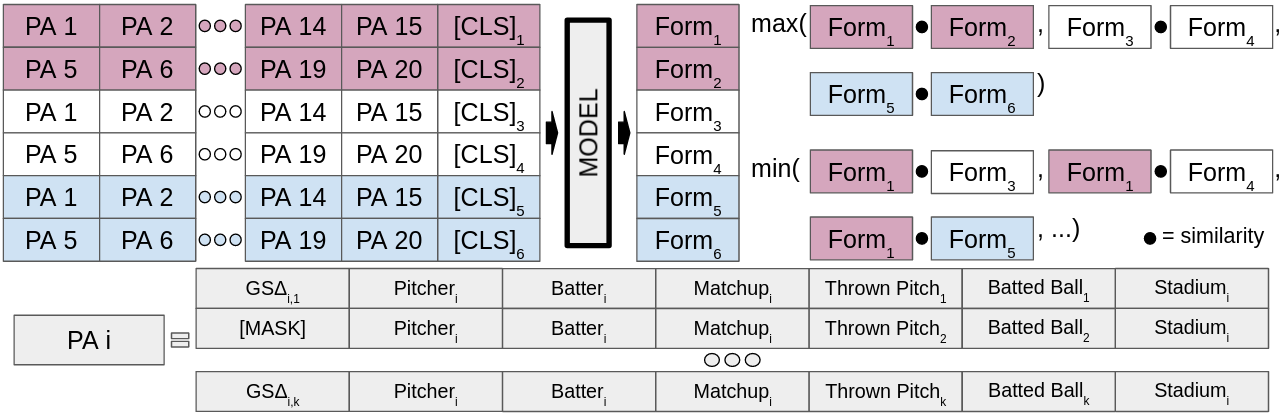 PA 1 PA 2 PA 14 PA 15 [CLS]1 Form1
PA 5 PA 6 PA 19 PA 20 [CLS]2 Form2
PA 1 PA 2 PA 14 PA 15 [CLS]3 Form3
PA 5 PA 6 PA 19 PA 20 [CLS]4 Form4
PA 1 PA 2 PA 14 PA 15 [CLS]5 Form5
PA 5 PA 6 PA 19 PA 20 [CLS]6 Form6
MODEL
max( Form1 ● Form2 , Form3 ● Form4 ,
Form5 ● Form6 )
min( Form1 ● Form3 , Form1 ● Form4 ,
Form1 ● Form5 , ...) ● = similarity
GSΔi,1 Pitcheri Batteri Matchupi Thrown Pitch1 Batted Ball1 Stadiumi
[MASK] Pitcheri Batteri Matchupi Thrown Pitch2 Batted Ball2 Stadiumi
PA i =
GSΔi,k Pitcheri Batteri Matchupi Thrown Pitchk Batted Ballk Stadiumi